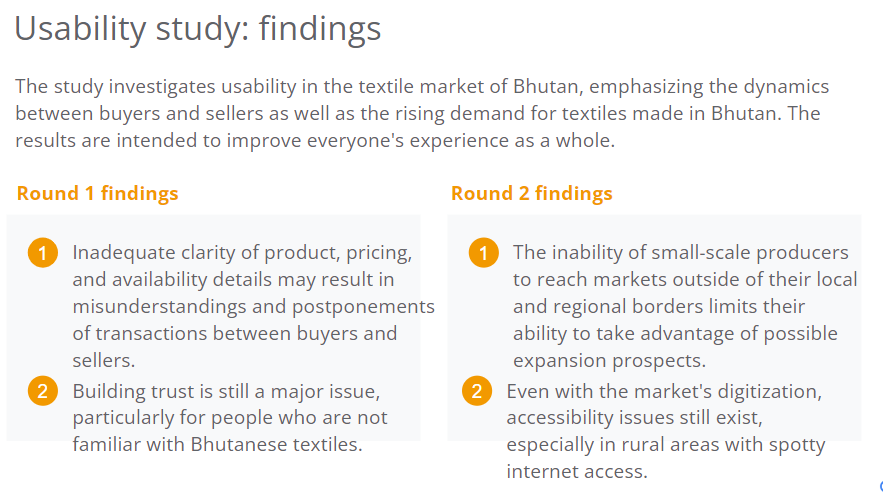 Usability study: findings
The study investigates usability in the textile market of Bhutan, emphasizing the dynamics
between buyers and sellers as well as the rising demand for textiles made in Bhutan. The
results are intended to improve everyone's experience as a whole.
Round 1 findings
1 Inadequate clarity of product, pricing,
and availability details may result in
misunderstandings and postponements
of transactions between buyers and
sellers.
2 Building trust is still a major issue,
particularly for people who are not
familiar with Bhutanese textiles.
Round 2 findings
1 The inability of small-scale producers
to reach markets outside of their local
and regional borders limits their
ability to take advantage of possible
expansion prospects.
2 Even with the market's digitization,
accessibility issues still exist,
especially in rural areas with spotty
internet access.